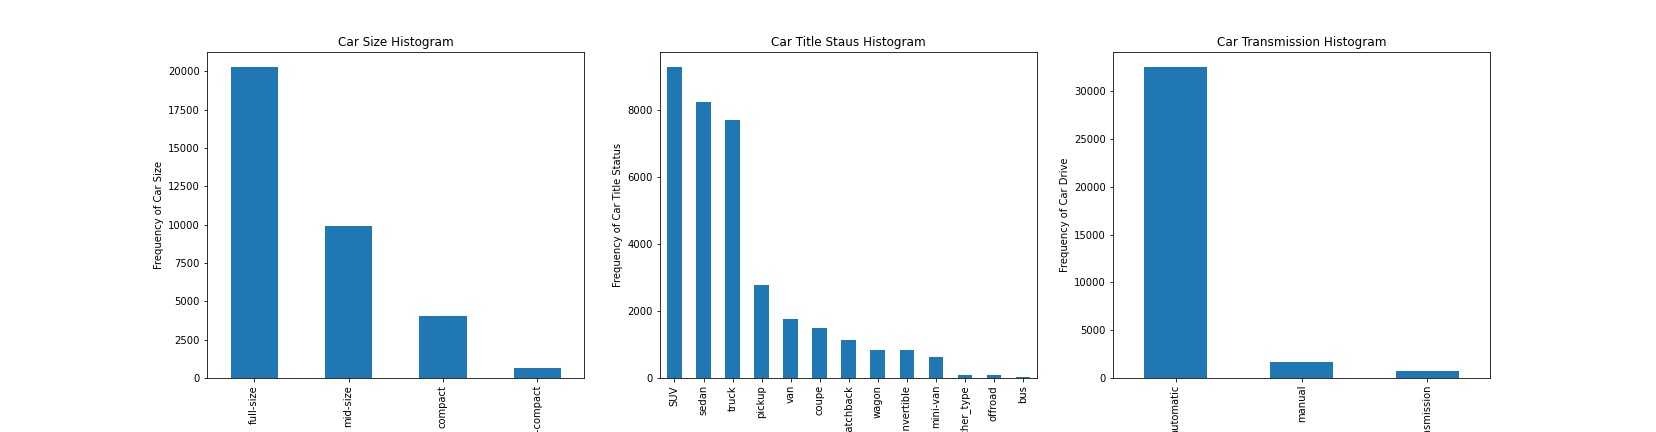 Car Size Histogram
20000
17500
15000
12500
10000
7500
5000
2500
0
Frequency of Car Size
full-size
mid-size
compact
-compact
Car Title Staus Histogram
8000
6000
4000
2000
0
Frequency of Car Title Status
SUV
sedan
truck
pickup
van
coupe
atchback
wagon
nvertible
mini-van
ther_type
offroad
bus
Car Transmission Histogram
30000
25000
20000
15000
10000
5000
0
Frequency of Car Drive
automatic
manual
smission